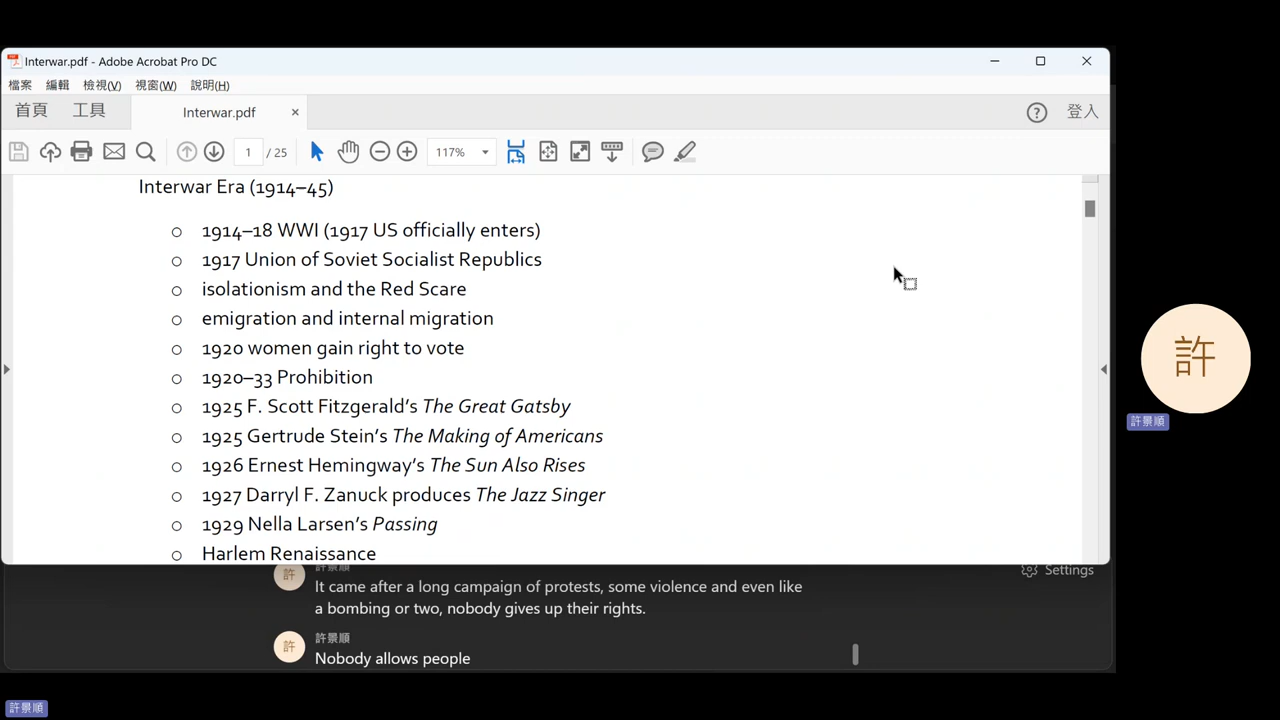 Interwar.pdf - Adobe Acrobat Pro DC
檔案 編輯 檢視(V) 視窗(W) 說明(H)
首頁 工具 Interwar.pdf × ? 登入
1 / 25 117%
Interwar Era (1914–45)
○ 1914–18 WWI (1917 US officially enters)
○ 1917 Union of Soviet Socialist Republics
○ isolationism and the Red Scare
○ emigration and internal migration
○ 1920 women gain right to vote
○ 1920–33 Prohibition
○ 1925 F. Scott Fitzgerald's The Great Gatsby
○ 1925 Gertrude Stein's The Making of Americans
○ 1926 Ernest Hemingway's The Sun Also Rises
○ 1927 Darryl F. Zanuck produces The Jazz Singer
○ 1929 Nella Larsen's Passing
○ Harlem Renaissance
許
許景順
許 許景順
Settings
It came after a long campaign of protests, some violence and even like
a bombing or two, nobody gives up their rights.
許 許景順
Nobody allows people
許景順